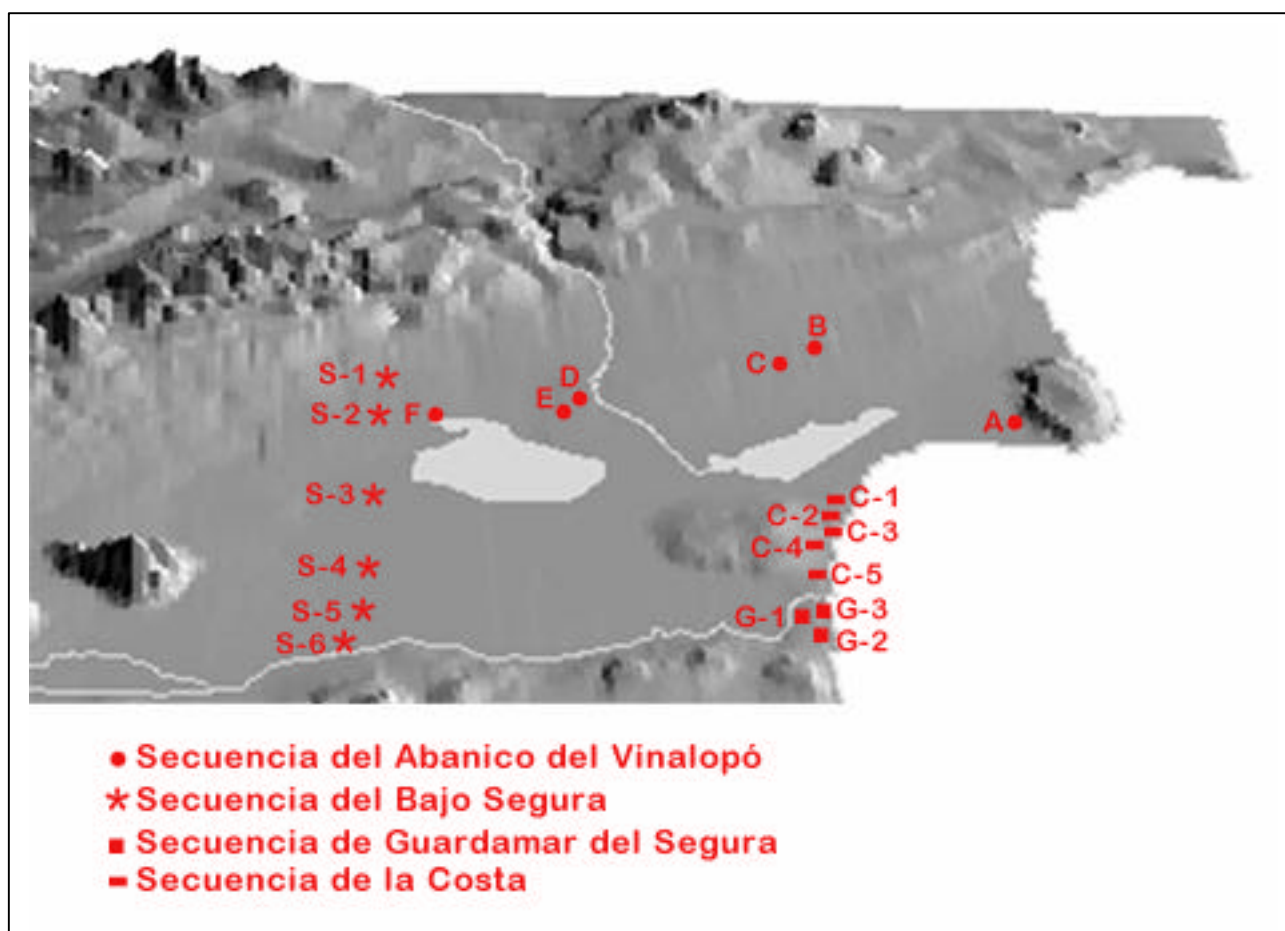 B
C
S-1
D
E
S-2
F
A
S-3
C-1
C-2
C-3
C-4
S-4
C-5
S-5
G-1
G-3
S-6
G-2
Secuencia del Abanico del Vinalopó
Secuencia del Bajo Segura
Secuencia de Guardamar del Segura
Secuencia de la Costa